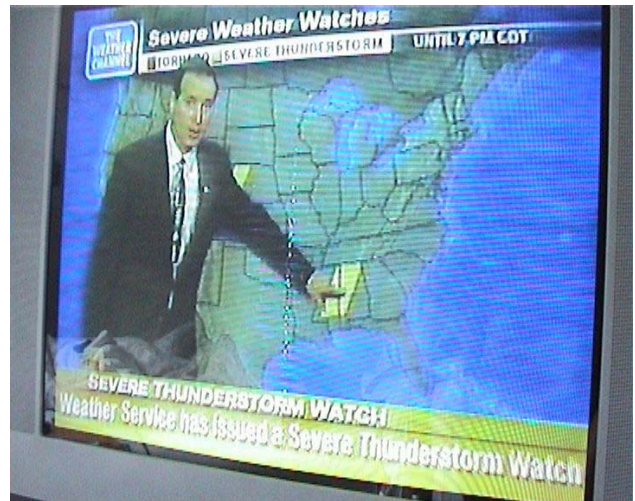 THE
WEATHER
CHANNEL
Severe Weather Watches
TORNADO SEVERE THUNDERSTORM UNTIL 7 PM CDT
SEVERE THUNDERSTORM WATCH
Weather Service has issued a Severe Thunderstorm Watch